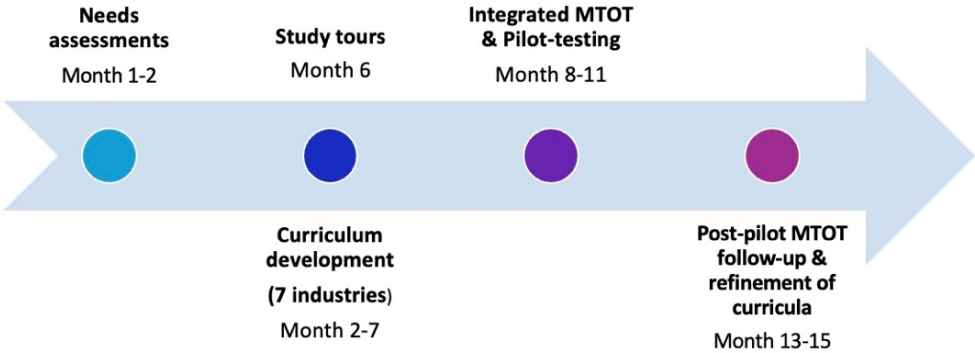 Needs
assessments
Month 1-2
Study tours
Month 6
Curriculum
development
(7 industries)
Month 2-7
Integrated MTOT
& Pilot-testing
Month 8-11
Post-pilot MTOT
follow-up &
refinement of
curricula
Month 13-15